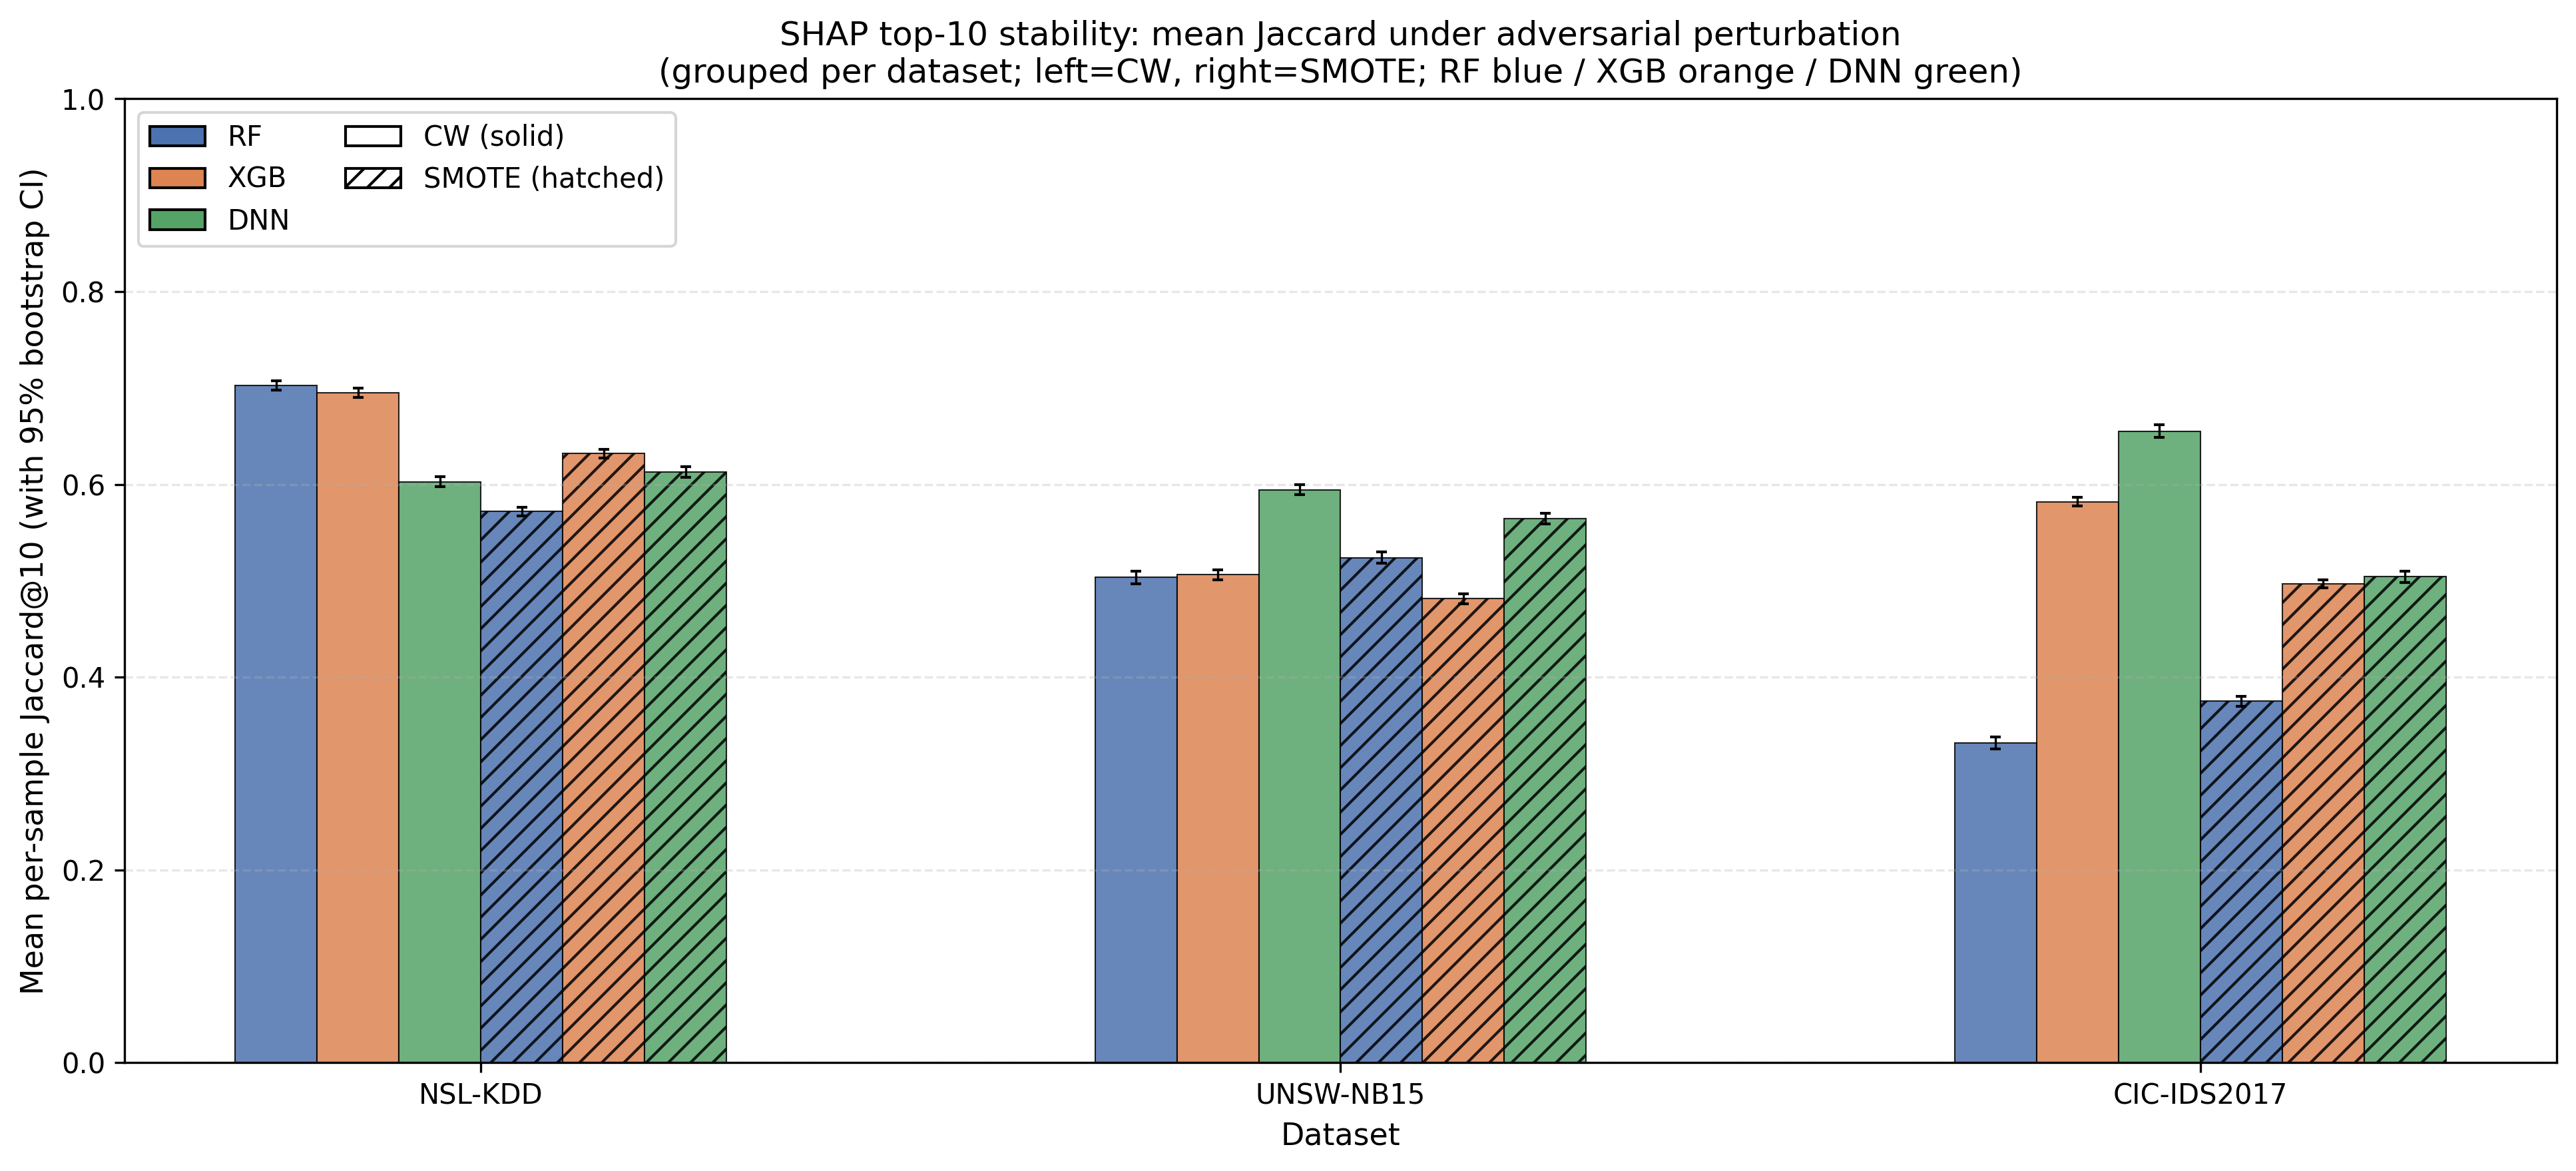 SHAP top-10 stability: mean Jaccard under adversarial perturbation
(grouped per dataset; left=CW, right=SMOTE; RF blue / XGB orange / DNN green)
Mean per-sample Jaccard@10 (with 95% bootstrap CI)
1.0
0.8
0.6
0.4
0.2
0.0
RF
XGB
DNN
CW (solid)
SMOTE (hatched)
NSL-KDD
UNSW-NB15
CIC-IDS2017
Dataset